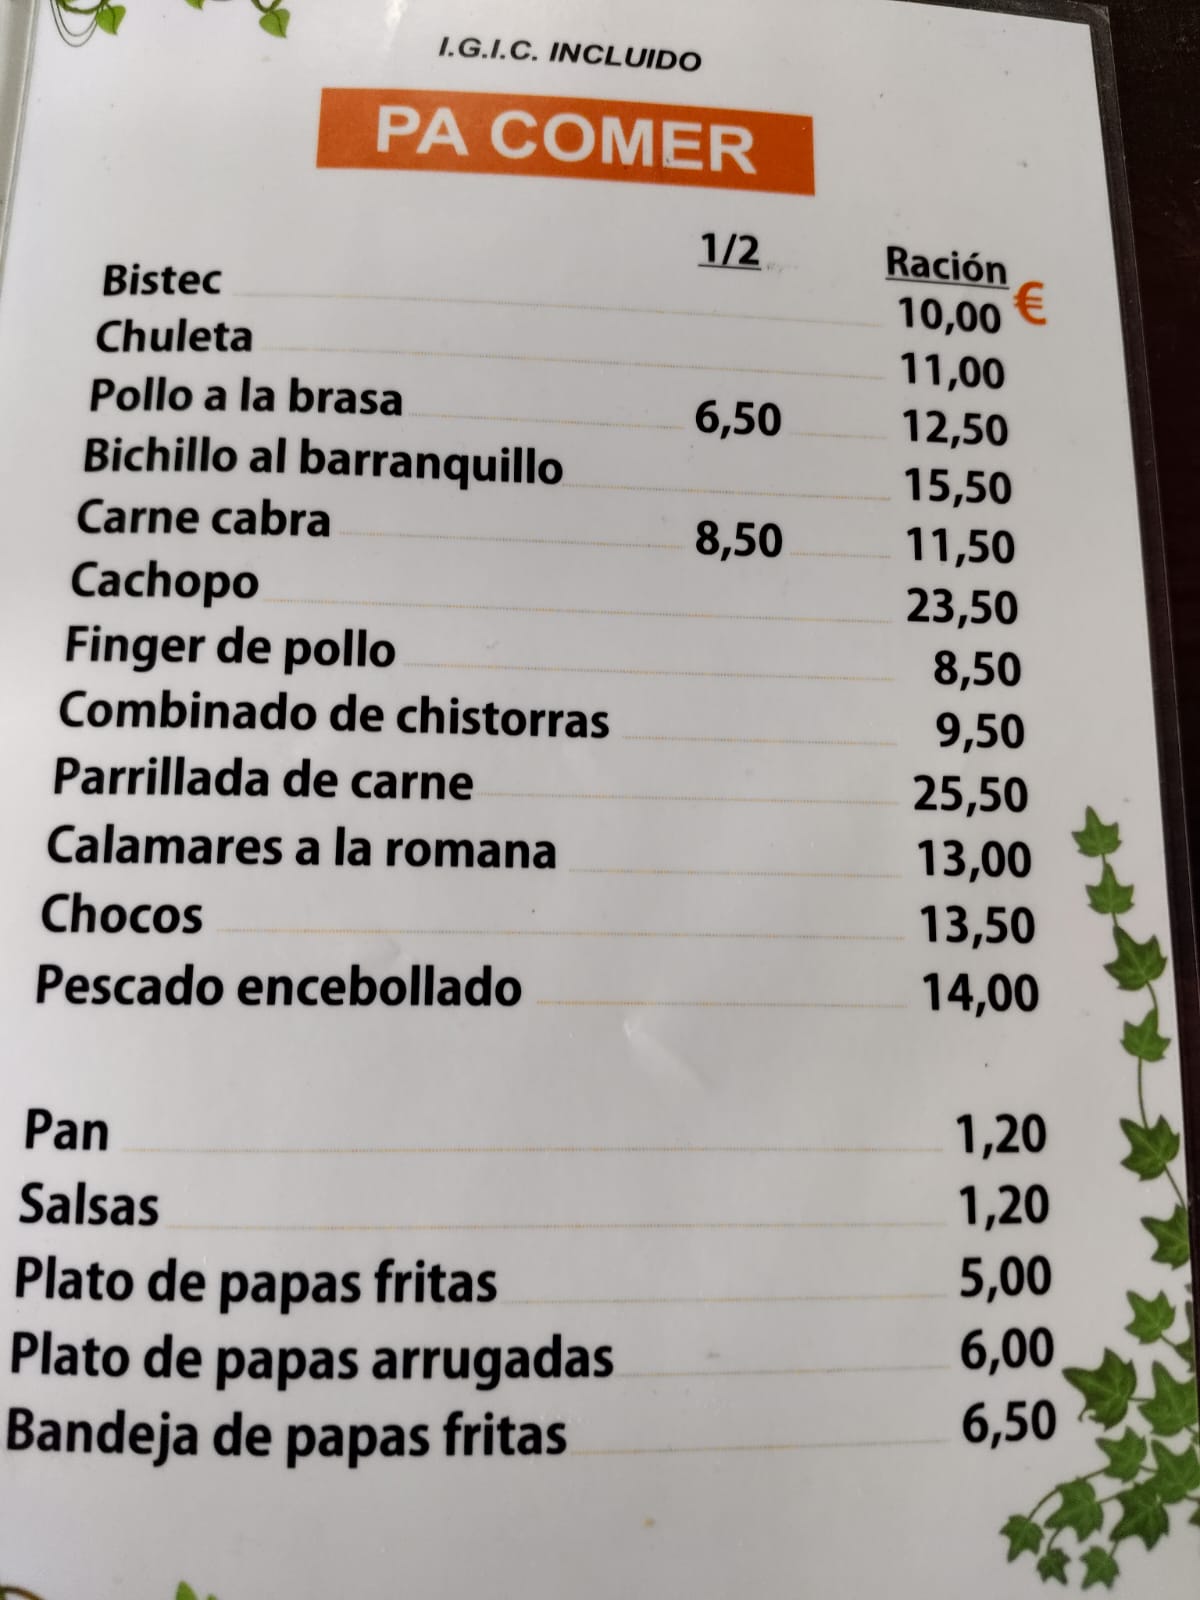 I.G.I.C. INCLUIDO
PA COMER
1/2 Ración
Bistec 10,00 €
Chuleta 11,00
Pollo a la brasa 6,50 12,50
Bichillo al barranquillo 15,50
Carne cabra 8,50 11,50
Cachopo 23,50
Finger de pollo 8,50
Combinado de chistorras 9,50
Parrillada de carne 25,50
Calamares a la romana 13,00
Chocos 13,50
Pescado encebollado 14,00
Pan 1,20
Salsas 1,20
Plato de papas fritas 5,00
Plato de papas arrugadas 6,00
Bandeja de papas fritas 6,50